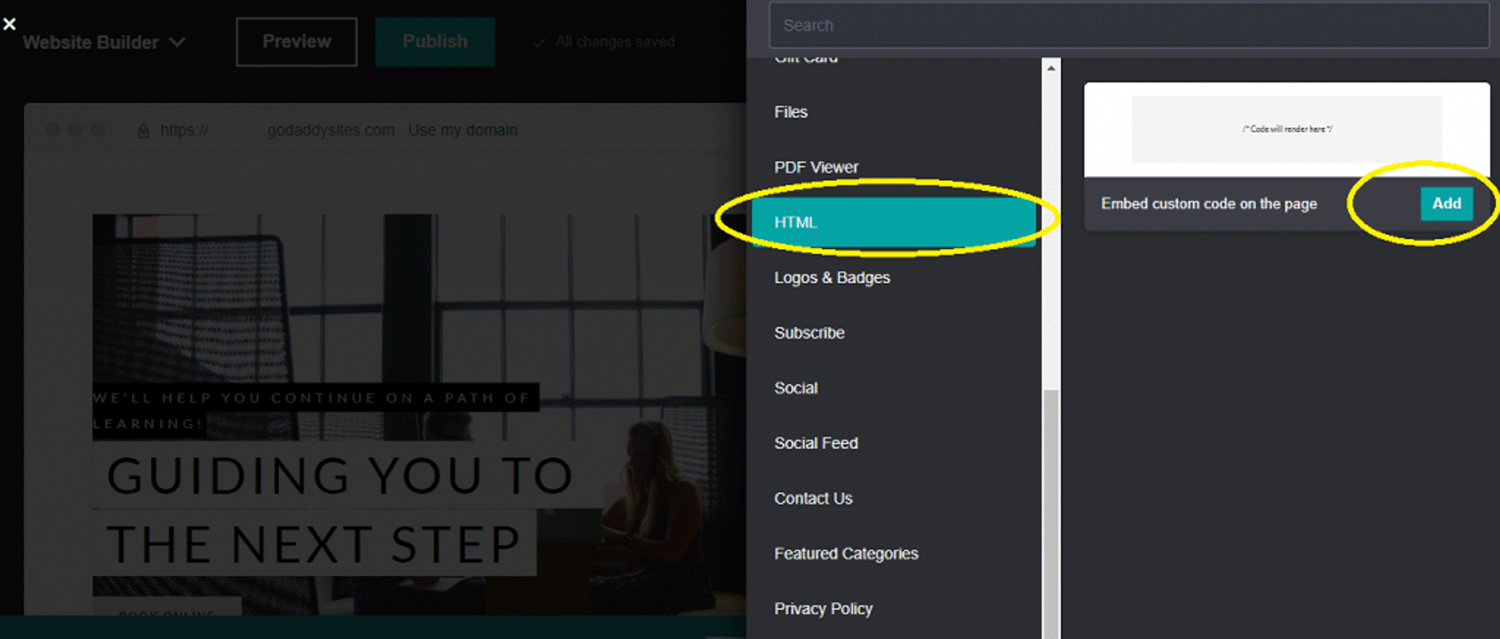 Website Builder
Preview
Publish
All changes saved
https://
.godaddysites.com
Use my domain
WE'LL HELP YOU CONTINUE ON A PATH OF
LEARNING!
GUIDING YOU TO
THE NEXT STEP
BOOK ONLINE
Search
Gift Card
Files
PDF Viewer
HTML
Logos & Badges
Subscribe
Social
Social Feed
Contact Us
Featured Categories
Privacy Policy
/* Code will render here */
Embed custom code on the page
Add